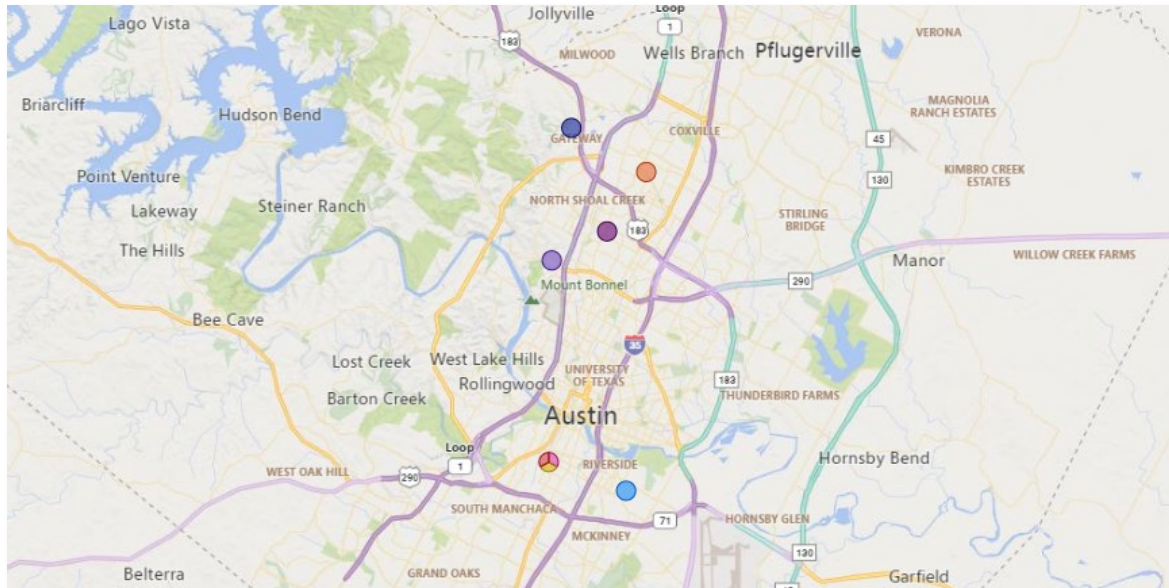 Jollyville
Loop
Lago Vista
1
183
MILWOOD
Wells Branch
Pflugerville
VERONA
Briarcliff
Hudson Bend
MAGNOLIA
RANCH ESTATES
GATEWAY
COXVILLE
45
Point Venture
130
KIMBRO CREEK
ESTATES
Lakeway
Steiner Ranch
NORTH SHOAL CREEK
STIRLING
BRIDGE
The Hills
183
WILLOW CREEK FARMS
Manor
290
Mount Bonnel
Bee Cave
35
Lost Creek
West Lake Hills
UNIVERSITY
OF TEXAS
Rollingwood
183
Barton Creek
THUNDERBIRD FARMS
Austin
Loop
1
RIVERSIDE
Hornsby Bend
WEST OAK HILL
290
SOUTH MANCHACA
71
HORNSBY GLEN
MCKINNEY
130
Belterra
GRAND OAKS
Garfield